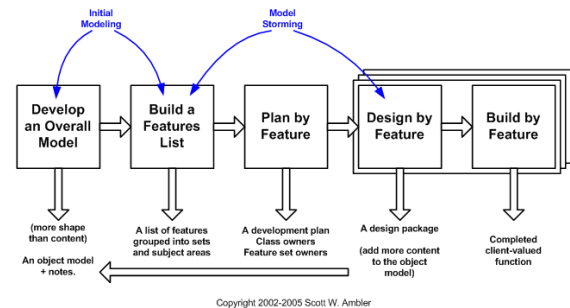 Initial
Modeling
Model
Storming
Develop
an Overall
Model
Build a
Features
List
Plan by
Feature
Design by
Feature
Build by
Feature
(more shape
than content)
An object model
+ notes.
A list of features
grouped into sets
and subject areas
A development plan
Class owners
Feature set owners
A design package
(add more content
to the object
model)
Completed
client-valued
function
Copyright 2002-2005 Scott W. Ambler